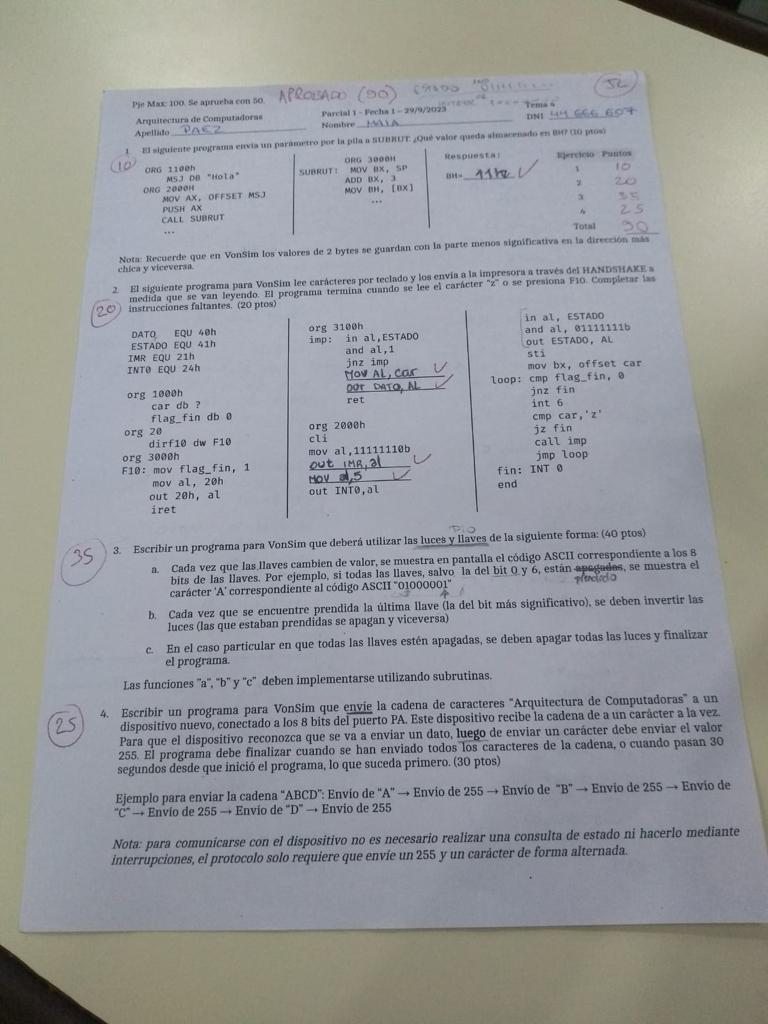 Pje Max: 100. Se aprueba con 50. APROBADO (90) ESTADO 52
Arquitectura de Computadoras Parcial 1 - Fecha 1 - 29/9/2023 Tema 4
Apellido PAEZ Nombre MAIA DNI 44 666 607
1. El siguiente programa envía un parámetro por la pila a SUBRUT. ¿Qué valor queda almacenado en BH? (10 ptos)
10
ORG 1100h
MSJ DB "Hola"
ORG 2000H
MOV AX, OFFSET MSJ
PUSH AX
CALL SUBRUT
...
ORG 3000H
SUBRUT: MOV BX, SP
ADD BX, 3
MOV BH, [BX]
...
Respuesta:
BH= 11h
Ejercicio Puntos
1 10
2 20
3 35
4 25
Total 90
Nota: Recuerde que en VonSim los valores de 2 bytes se guardan con la parte menos significativa en la dirección más
chica y viceversa.
2. El siguiente programa para VonSim lee carácteres por teclado y los envía a la impresora a través del HANDSHAKE a
medida que se van leyendo. El programa termina cuando se lee el carácter "z" o se presiona F10. Completar las
instrucciones faltantes. (20 ptos)
20
DATO EQU 40h
ESTADO EQU 41h
IMR EQU 21h
INT0 EQU 24h
org 1000h
car db ?
flag_fin db 0
org 20
dirf10 dw F10
org 3000h
F10: mov flag_fin, 1
mov al, 20h
out 20h, al
iret
org 3100h
imp: in al,ESTADO
and al,1
jnz imp
MOV AL, car
OUT DATO, AL
ret
org 2000h
cli
mov al,11111110b
out IMR,al
MOV al,5
out INT0,al
in al, ESTADO
and al, 01111111b
out ESTADO, AL
sti
mov bx, offset car
loop: cmp flag_fin, 0
jnz fin
int 6
cmp car,'z'
jz fin
call imp
jmp loop
fin: INT 0
end
PIO
3. Escribir un programa para VonSim que deberá utilizar las luces y llaves de la siguiente forma: (40 ptos)
35
a. Cada vez que las llaves cambien de valor, se muestra en pantalla el código ASCII correspondiente a los 8
bits de las llaves. Por ejemplo, si todas las llaves, salvo la del bit 0 y 6, están apagadas, se muestra el
carácter 'A' correspondiente al código ASCII "01000001"
b. Cada vez que se encuentre prendida la última llave (la del bit más significativo), se deben invertir las
luces (las que estaban prendidas se apagan y viceversa)
c. En el caso particular en que todas las llaves estén apagadas, se deben apagar todas las luces y finalizar
el programa.
Las funciones "a", "b" y "c" deben implementarse utilizando subrutinas.
4. Escribir un programa para VonSim que envíe la cadena de caracteres "Arquitectura de Computadoras" a un
25
dispositivo nuevo, conectado a los 8 bits del puerto PA. Este dispositivo recibe la cadena de a un carácter a la vez.
Para que el dispositivo reconozca que se va a enviar un dato, luego de enviar un carácter debe enviar el valor
255. El programa debe finalizar cuando se han enviado todos los caracteres de la cadena, o cuando pasan 30
segundos desde que inició el programa, lo que suceda primero. (30 ptos)
Ejemplo para enviar la cadena "ABCD": Envío de "A" → Envío de 255 → Envío de "B" → Envío de 255 → Envío de
"C" → Envío de 255 → Envío de "D" → Envío de 255
Nota: para comunicarse con el dispositivo no es necesario realizar una consulta de estado ni hacerlo mediante
interrupciones, el protocolo solo requiere que envíe un 255 y un carácter de forma alternada.